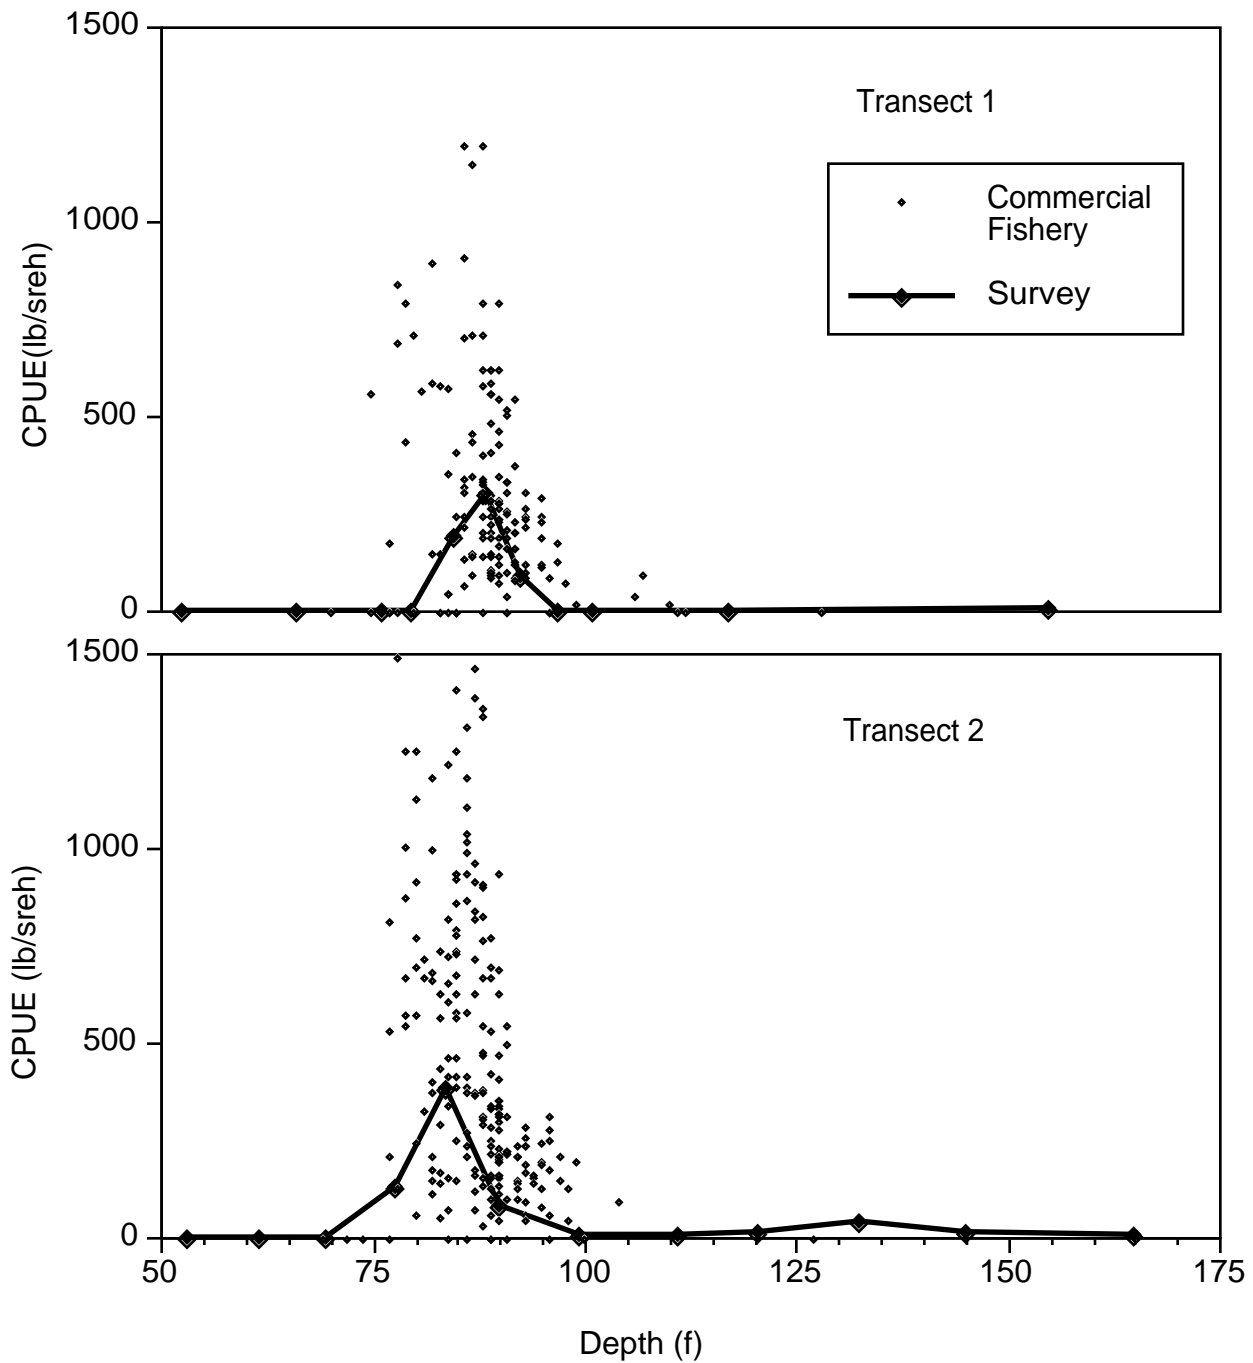 1500
Transect 1
Commercial
Fishery
Survey
1000
500
0
CPUE(lb/sreh)
1500
Transect 2
1000
500
0
CPUE (lb/sreh)
50 75 100 125 150 175
Depth (f)